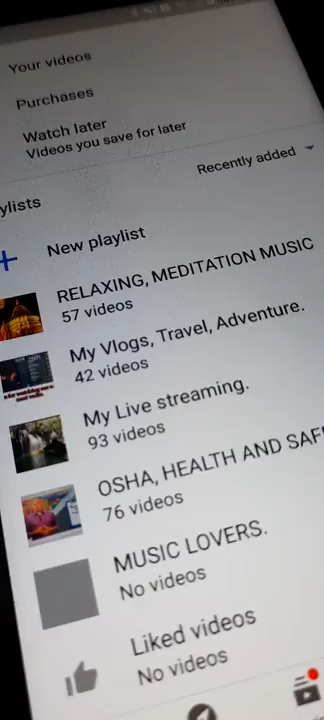 Your videos
Purchases
Watch later
Videos you save for later
ylists
Recently added
New playlist
RELAXING, MEDITATION MUSIC
57 videos
My Vlogs, Travel, Adventure.
42 videos
My Live streaming.
93 videos
OSHA, HEALTH AND SAF
76 videos
MUSIC LOVERS.
No videos
Liked videos
No videos